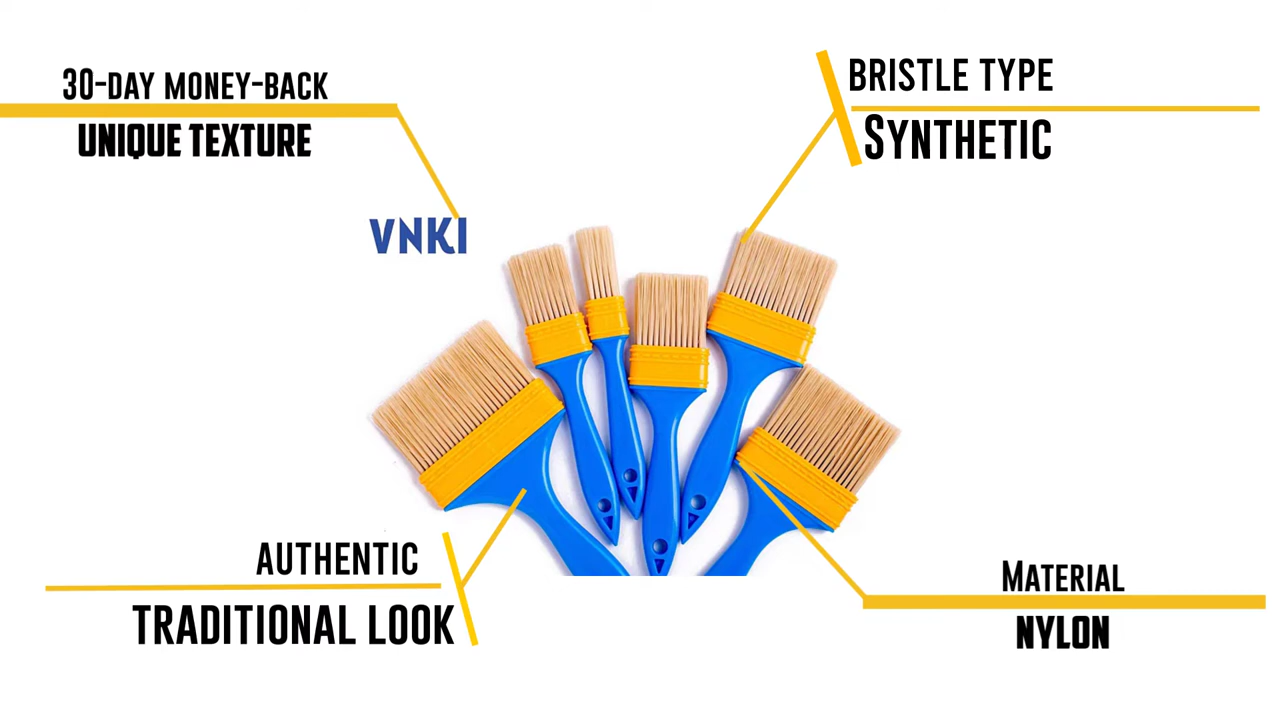 30-DAY MONEY-BACK
UNIQUE TEXTURE
BRISTLE TYPE
SYNTHETIC
VNKI
AUTHENTIC
TRADITIONAL LOOK
MATERIAL
NYLON